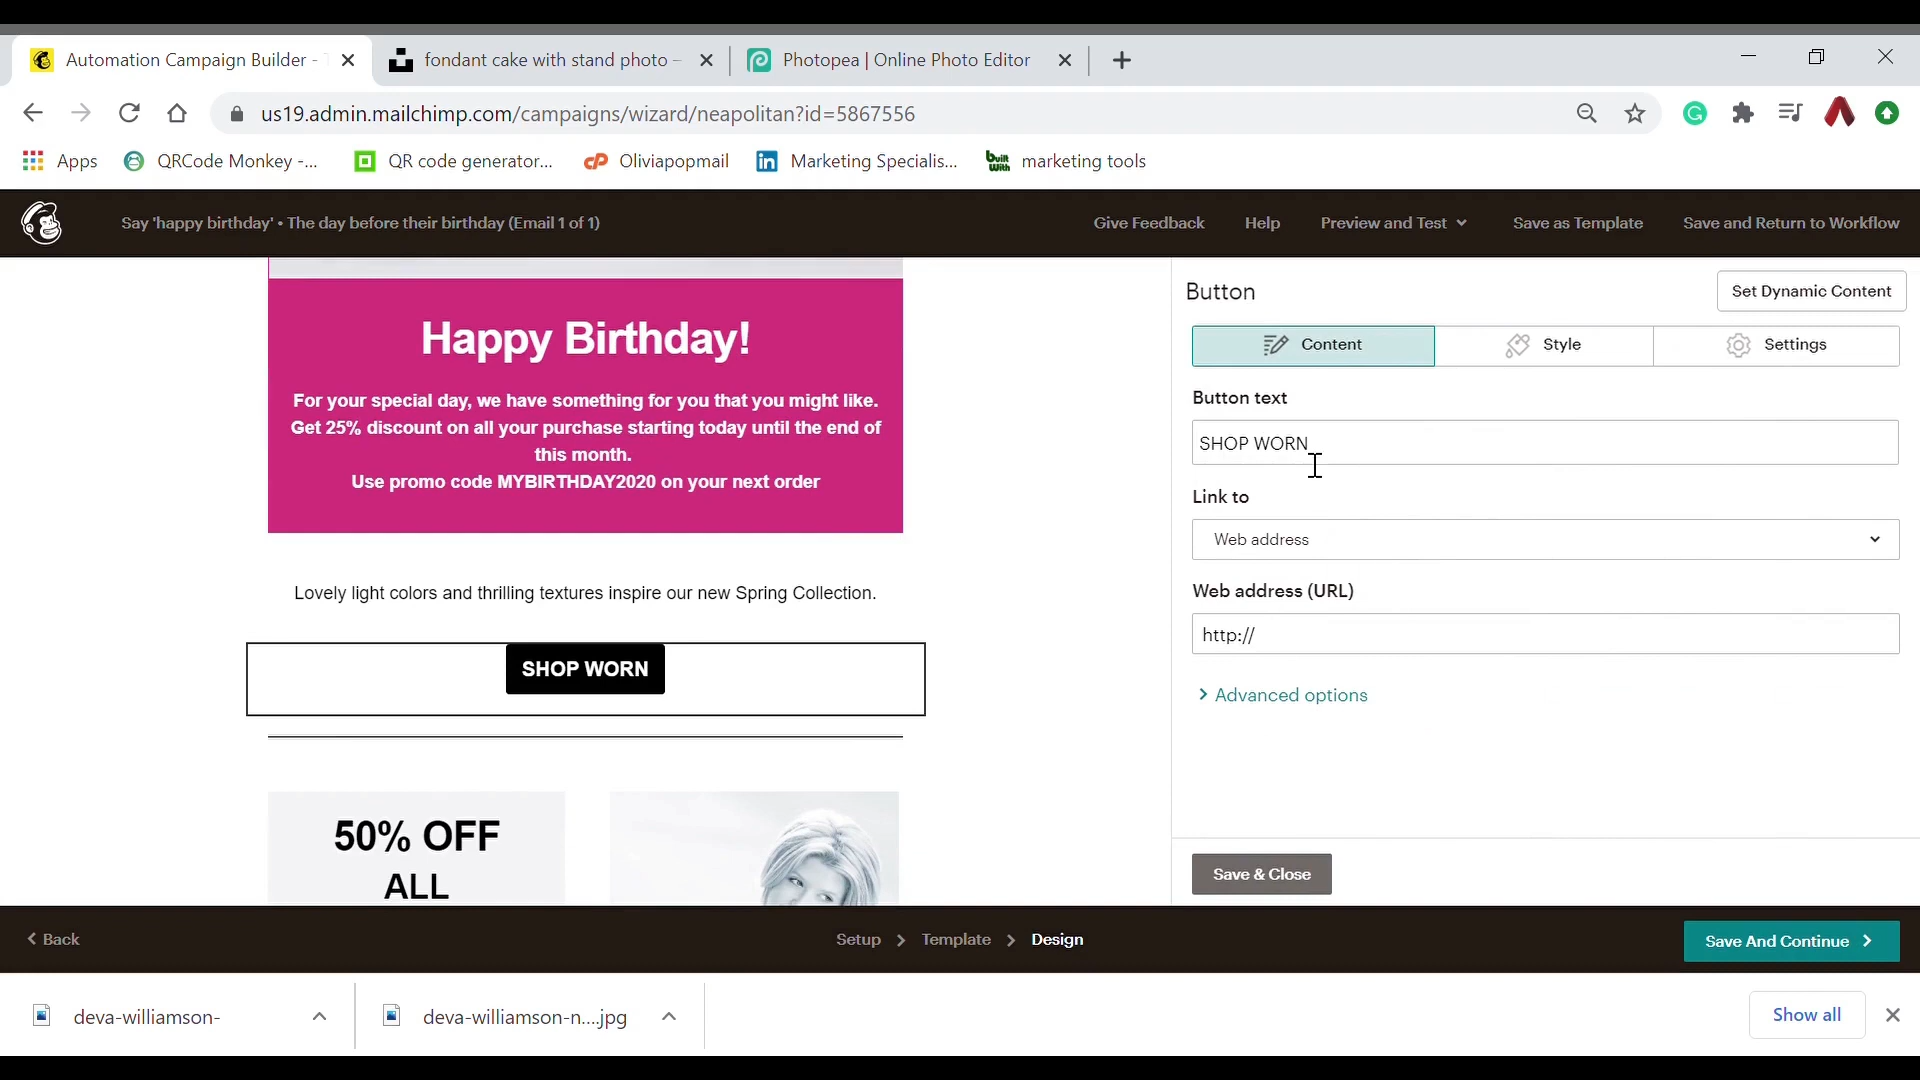 Automation Campaign Builder -
fondant cake with stand photo -
Photopea | Online Photo Editor
us19.admin.mailchimp.com/campaigns/wizard/neapolitan?id=5867556
Apps
QRCode Monkey -...
QR code generator...
cP
Oliviapopmail
in
Marketing Specialis...
built With
marketing tools
Say 'happy birthday' • The day before their birthday (Email 1 of 1)
Give Feedback
Help
Preview and Test
Save as Template
Save and Return to Workflow
Happy Birthday!
For your special day, we have something for you that you might like.
Get 25% discount on all your purchase starting today until the end of
this month.
Use promo code MYBIRTHDAY2020 on your next order
Lovely light colors and thrilling textures inspire our new Spring Collection.
SHOP WORN
50% OFF
ALL
Button
Set Dynamic Content
Content
Style
Settings
Button text
SHOP WORN
Link to
Web address
Web address (URL)
http://
> Advanced options
Save & Close
Back
Setup > Template > Design
Save And Continue >
deva-williamson-
deva-williamson-n....jpg
Show all